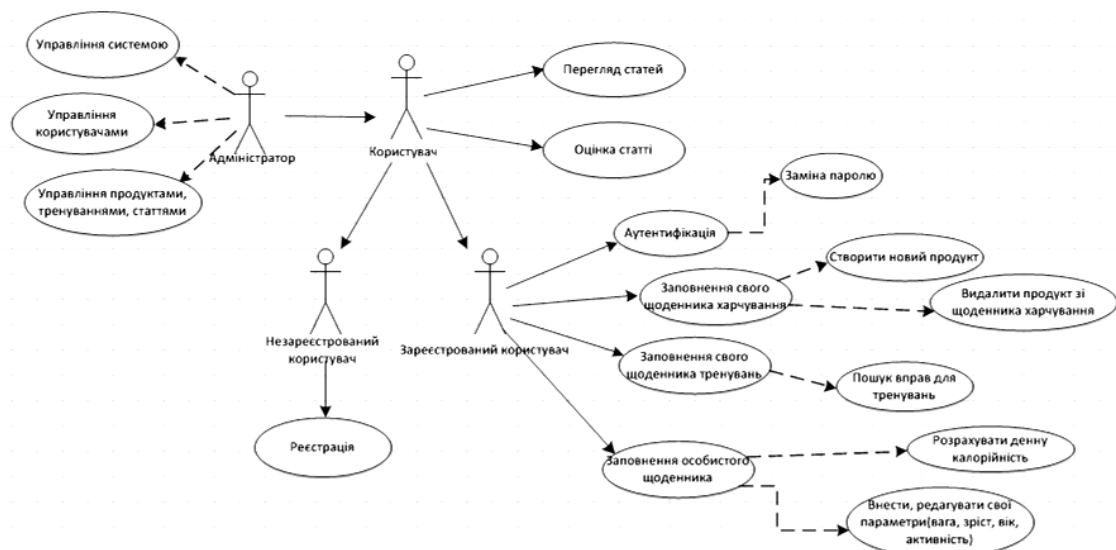 Управління системою
Управління
користувачами
Адміністратор
Управління продуктами,
тренуваннями, статтями
Користувач
Перегляд статей
Оцінка статті
Незареєстрований
користувач
Реєстрація
Зареєстрований користувач
Аутентифікація
Заміна паролю
Заповнення свого
щоденника харчування
Створити новий продукт
Видалити продукт зі
щоденника харчування
Заповнення свого
щоденника тренувань
Пошук вправ для
тренувань
Заповнення особистого
щоденника
Розрахувати денну
калорійність
Внести, редагувати свої
параметри(вага, зріст, вік,
активність)